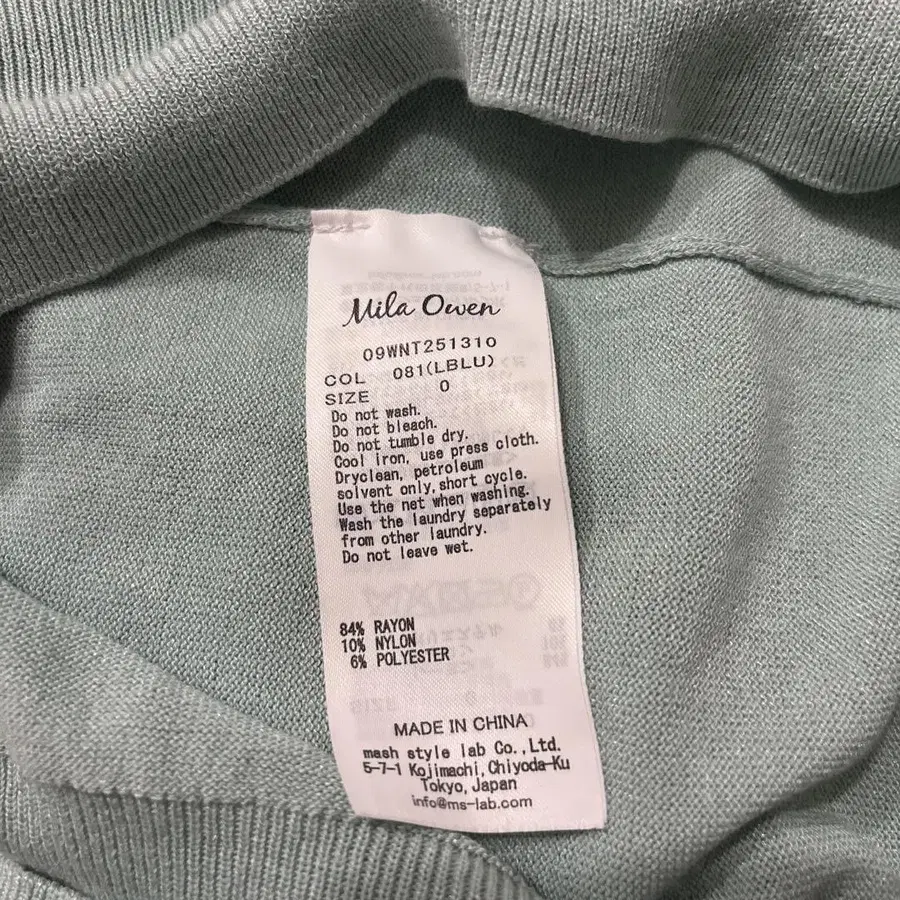 Mila Owen
09WNT251310
COL 081(LBLU)
SIZE 0
Do not wash.
Do not bleach.
Do not tumble dry.
Cool iron, use press cloth.
Dryclean, petroleum
solvent only, short cycle.
Use the net when washing.
Wash the laundry separately
from other laundry.
Do not leave wet.
84% RAYON
10% NYLON
6% POLYESTER
MADE IN CHINA
mash style lab Co., Ltd.
5-7-1 Kojimachi, Chiyoda-Ku
Tokyo, Japan
info@ms-lab.com